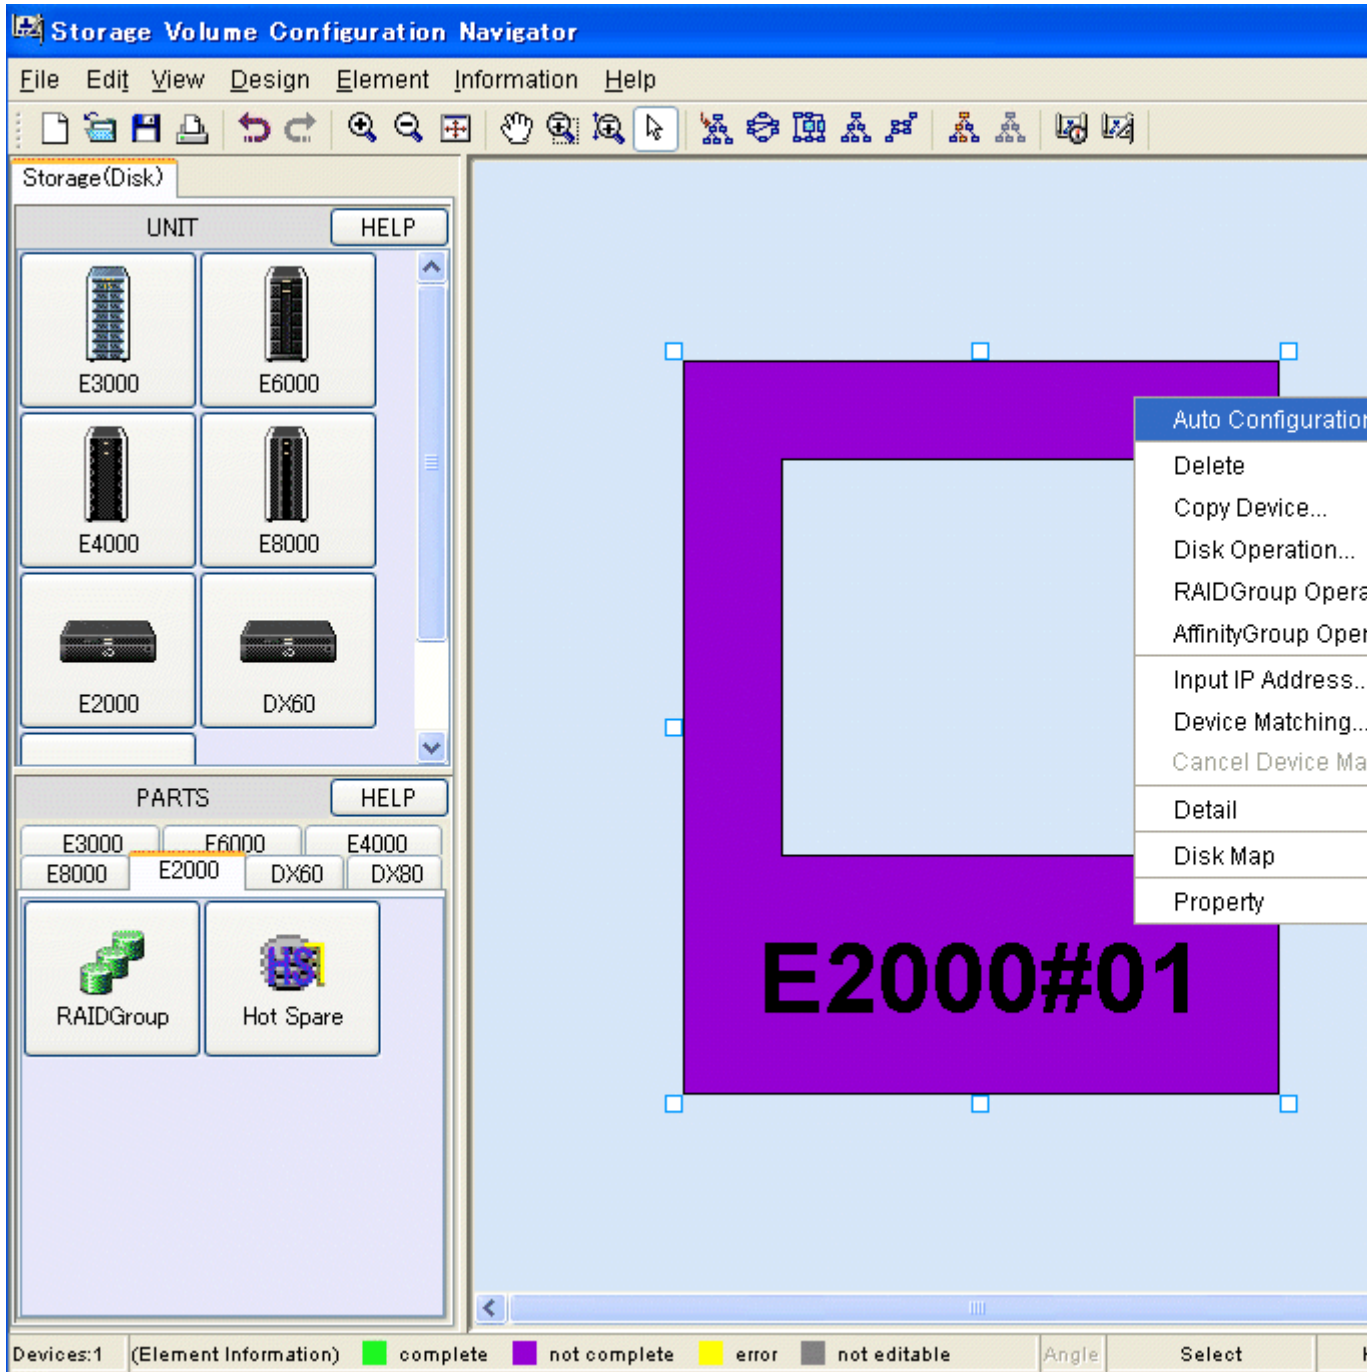 Storage Volume Configuration Navigator
File Edit View Design Element Information Help
Storage(Disk)
UNIT HELP
E3000 E6000
E4000 E8000
E2000 DX60
PARTS HELP
E3000 E6000 E4000
E8000 E2000 DX60 DX80
HS
RAIDGroup Hot Spare
E2000#01
Auto Configuration
Delete
Copy Device...
Disk Operation...
RAIDGroup Opera
AffinityGroup Oper
Input IP Address..
Device Matching...
Cancel Device Ma
Detail
Disk Map
Property
Devices:1 (Element Information) complete not complete error not editable Angle Select